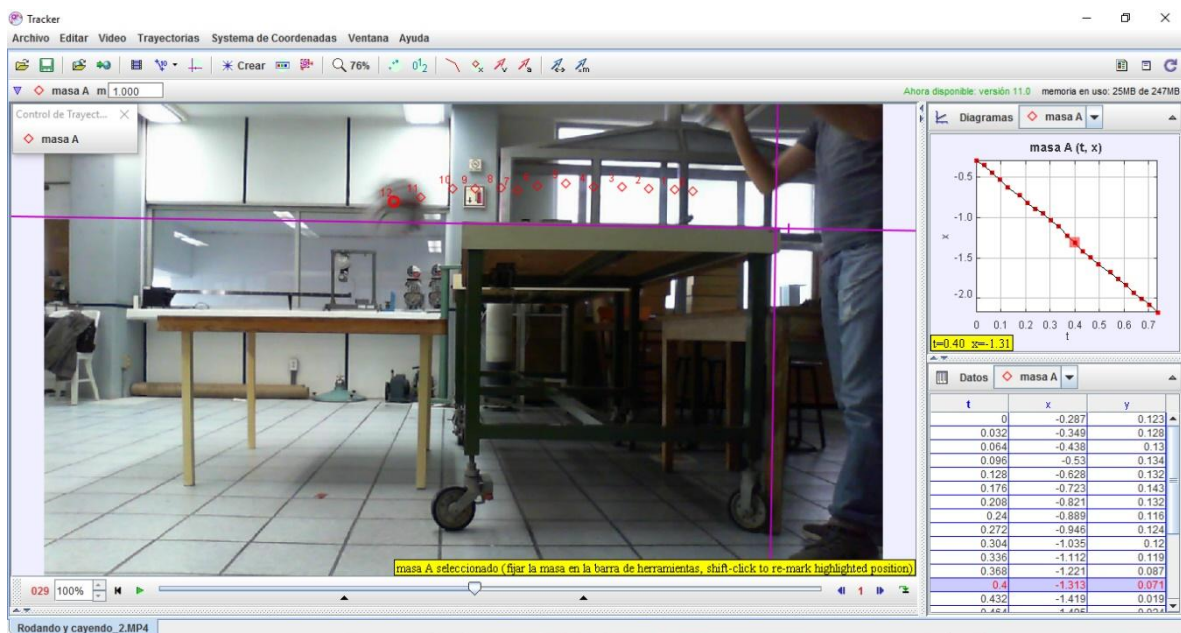 Tracker
Archivo Editar Video Trayectorias Systema de Coordenadas Ventana Ayuda
Crear 76%
masa A m 1.000
Ahora disponible: versión 11.0 memoria en uso: 25MB de 247MB
Control de Trayect...
masa A
12 11 10 9 8 7 5 4 3 2
Diagramas masa A
masa A (t, x)
-0.5
-1.0
x
-1.5
-2.0
0 0.1 0.2 0.3 0.4 0.5 0.6 0.7
t
t=0.40 x=-1.31
Datos masa A
t x y
0 -0.287 0.123
0.032 -0.349 0.128
0.064 -0.438 0.13
0.096 -0.53 0.134
0.128 -0.628 0.132
0.176 -0.723 0.143
0.208 -0.821 0.132
0.24 -0.889 0.116
0.272 -0.946 0.124
0.304 -1.035 0.12
0.336 -1.112 0.119
0.368 -1.221 0.087
0.4 -1.313 0.071
0.432 -1.419 0.019
masa A seleccionado (fijar la masa en la barra de herramientas, shift-click to re-mark highlighted position)
029 100% 1
Rodando y cayendo_2.MP4